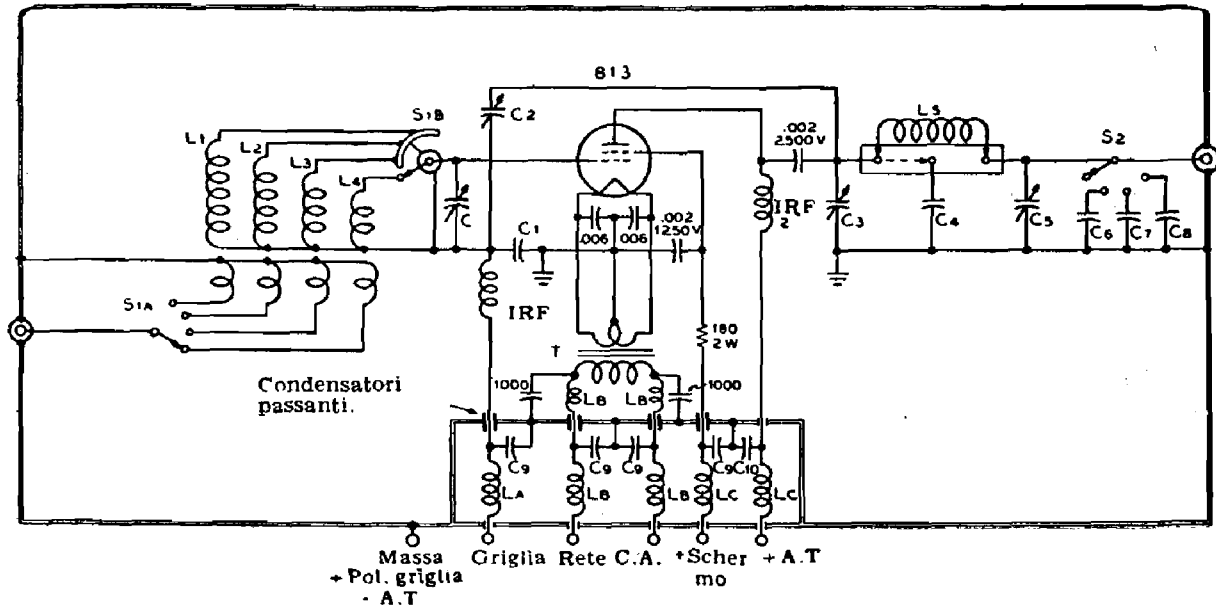 813
S1B
C2
L5
L1
L2
L3
L4
.002
2500V
S2
C
IRF
2
C3
C4
C5
C6
C7
C8
C1
.006
.006
.002
1250V
S1A
IRF
T
180
2W
Condensatori
passanti.
1000
LB
LB
1000
C9
C9
C9
C9
C10
LA
LB
LB
LC
LC
Massa
+ Pol. griglia
- A.T
Griglia
Rete C.A.
+Scher
mo
+ A.T